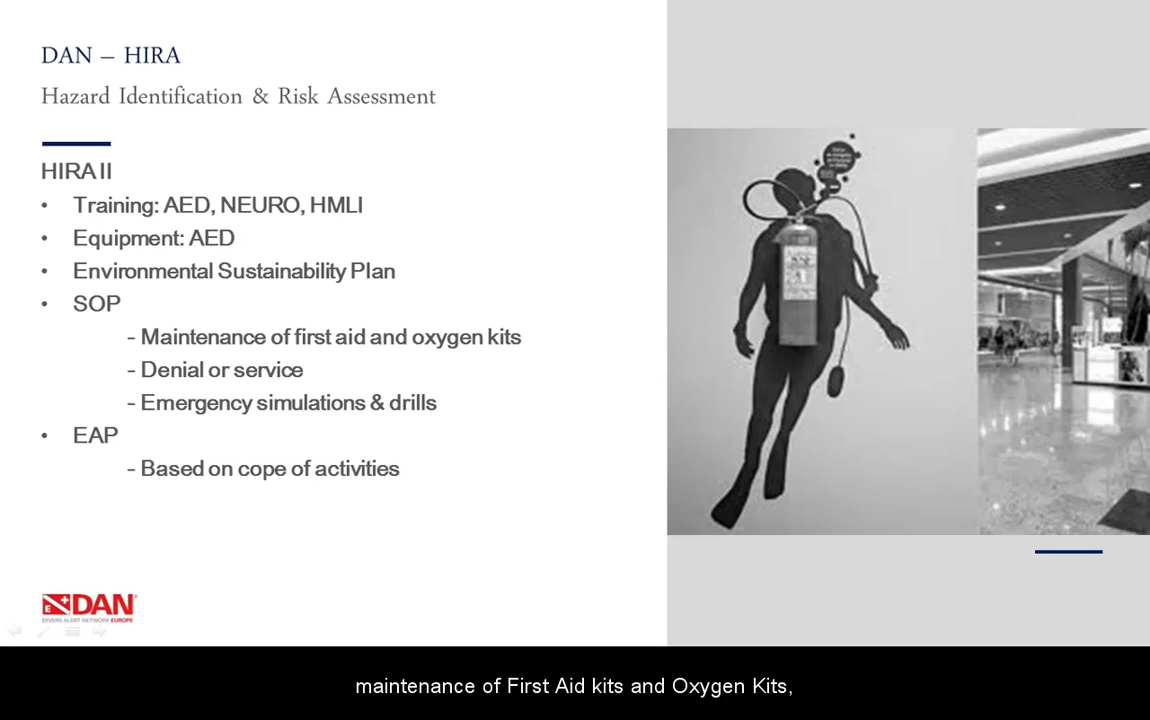 DAN – HIRA
Hazard Identification & Risk Assessment
HIRA II
• Training: AED, NEURO, HMLI
• Equipment: AED
• Environmental Sustainability Plan
• SOP
- Maintenance of first aid and oxygen kits
- Denial or service
- Emergency simulations & drills
• EAP
- Based on cope of activities
DAN
DIVERS ALERT NETWORK EUROPE
maintenance of First Aid kits and Oxygen Kits,